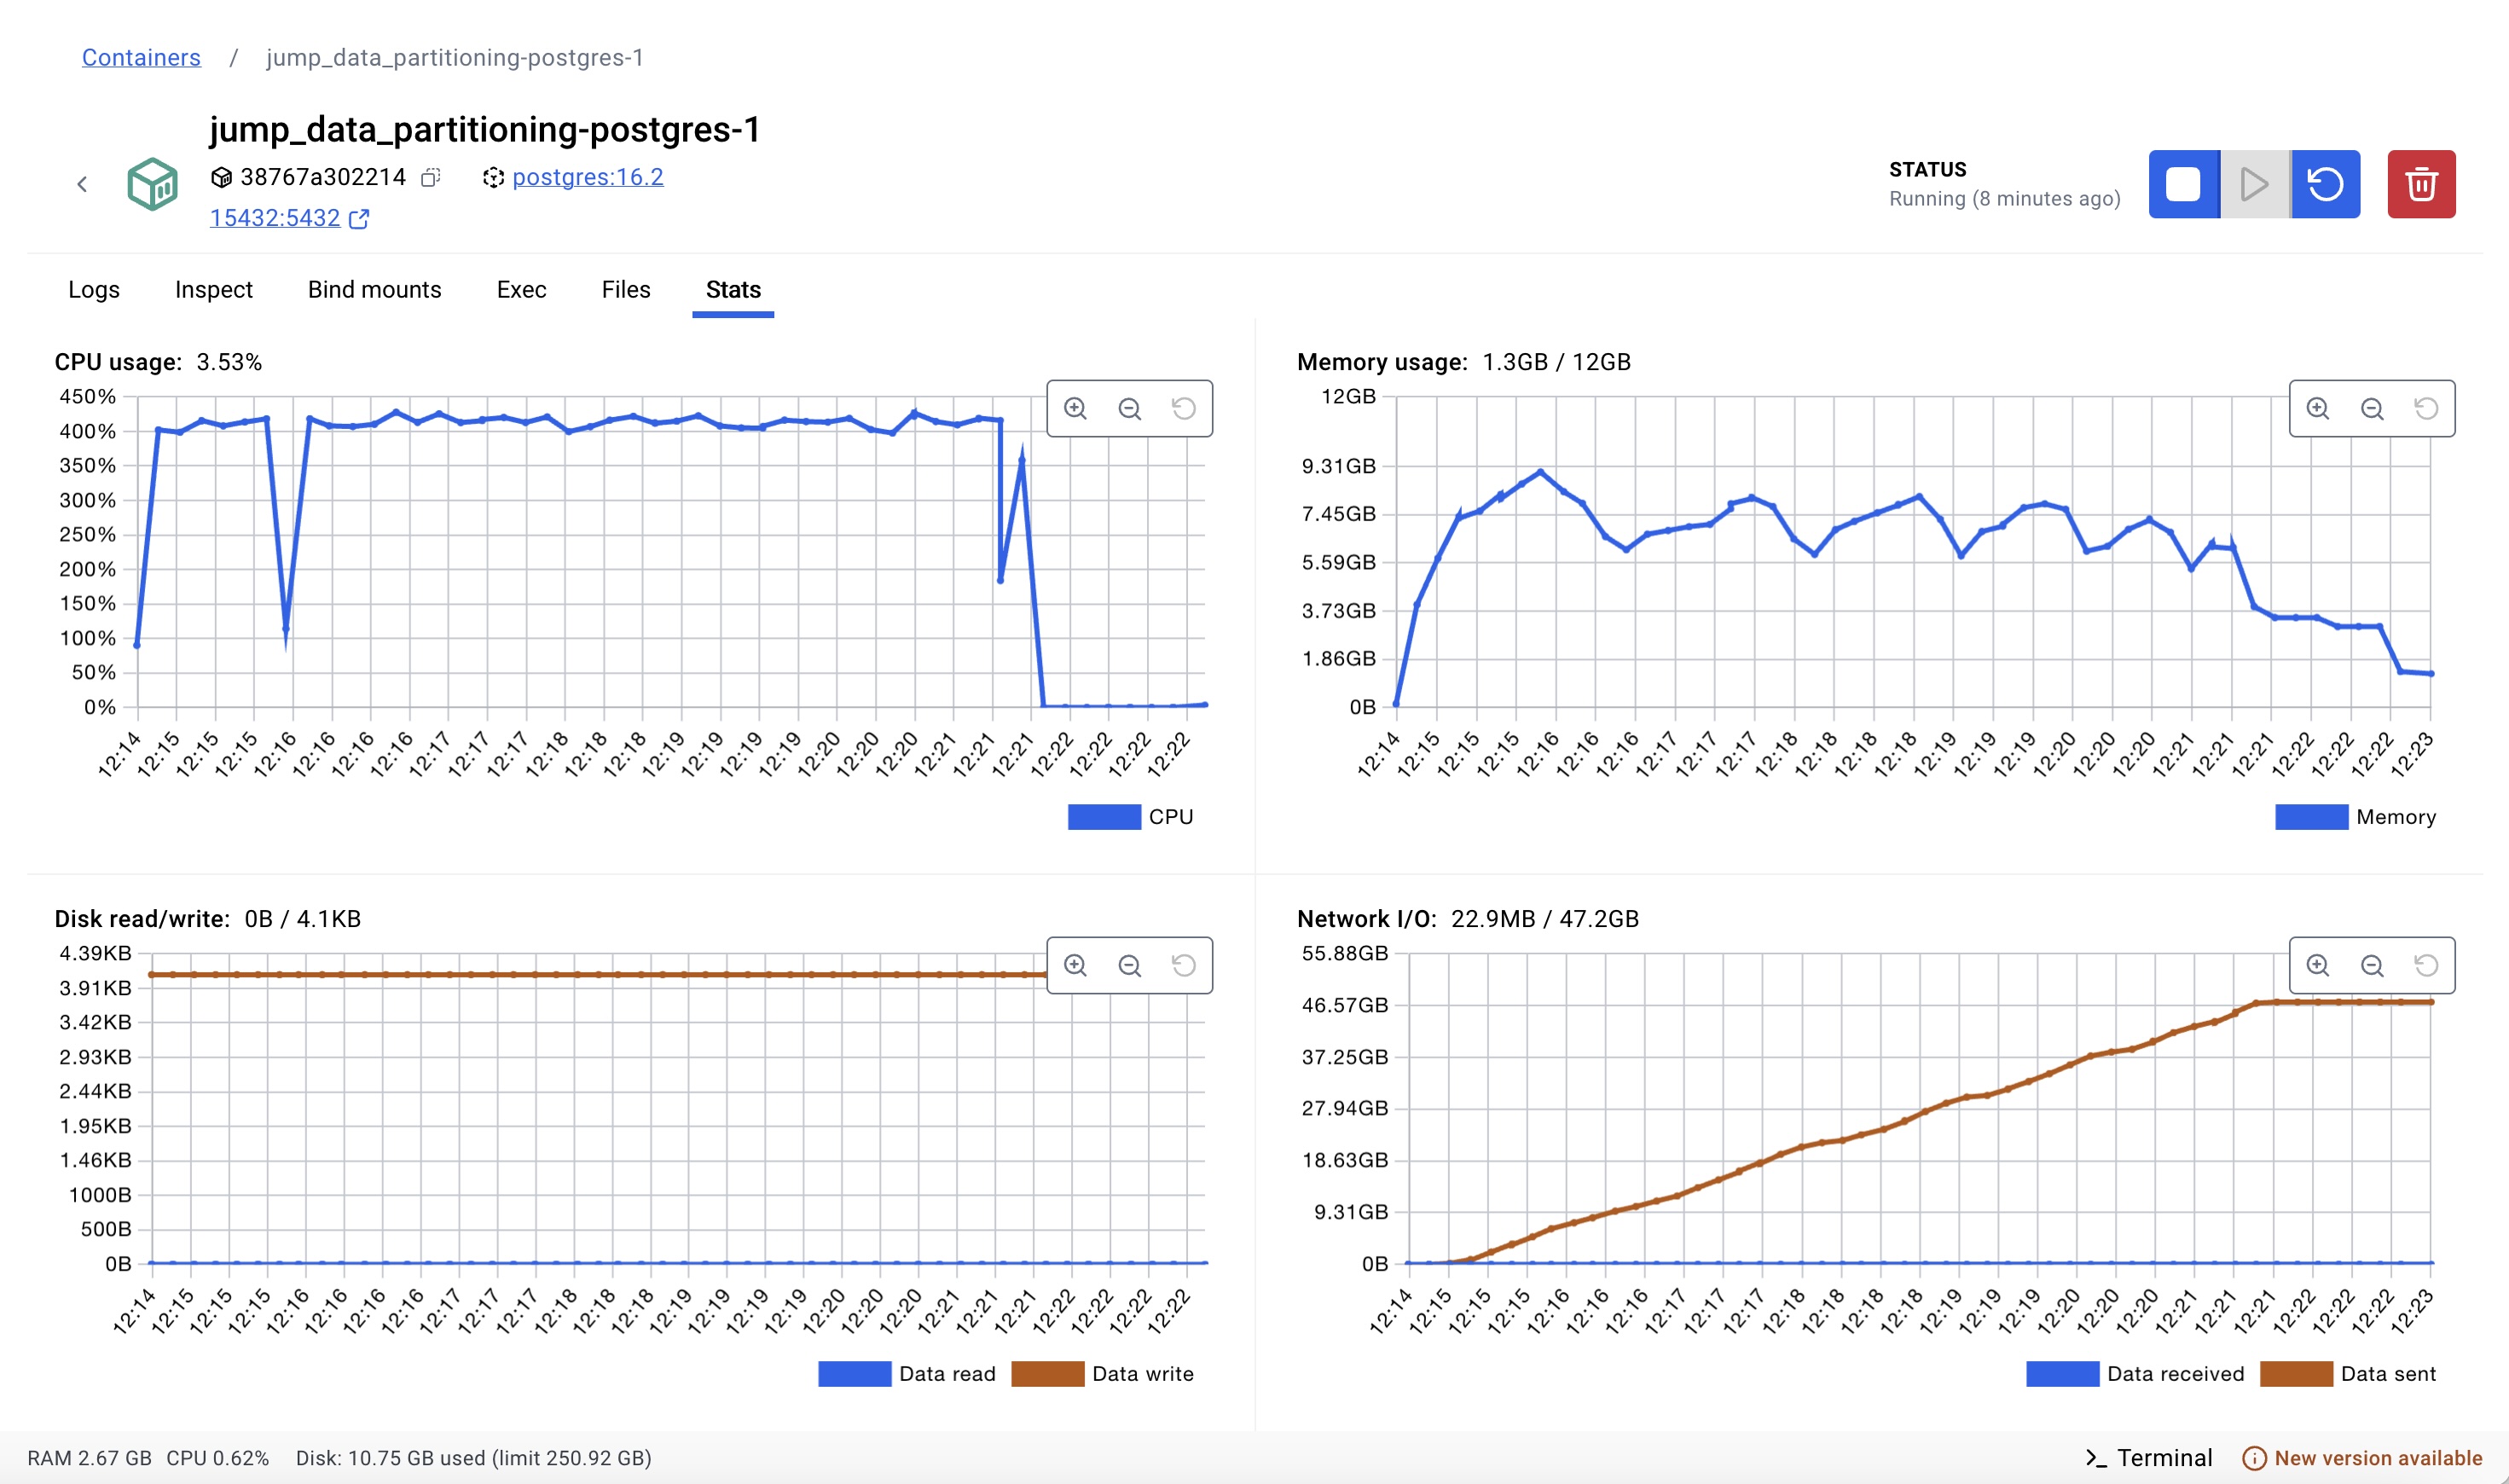 Containers / jump_data_partitioning-postgres-1
jump_data_partitioning-postgres-1
38767a302214 postgres:16.2
15432:5432
STATUS
Running (8 minutes ago)
Logs Inspect Bind mounts Exec Files Stats
CPU usage: 3.53%
450%
400%
350%
300%
250%
200%
150%
100%
50%
0%
12:14 12:15 12:15 12:15 12:16 12:16 12:16 12:16 12:17 12:17 12:17 12:18 12:18 12:18 12:19 12:19 12:19 12:19 12:20 12:20 12:20 12:21 12:21 12:21 12:22 12:22 12:22 12:22
CPU
Memory usage: 1.3GB / 12GB
12GB
9.31GB
7.45GB
5.59GB
3.73GB
1.86GB
0B
12:14 12:15 12:15 12:15 12:16 12:16 12:16 12:17 12:17 12:17 12:18 12:18 12:18 12:18 12:19 12:19 12:19 12:20 12:20 12:20 12:21 12:21 12:21 12:22 12:22 12:22 12:23
Memory
Disk read/write: 0B / 4.1KB
4.39KB
3.91KB
3.42KB
2.93KB
2.44KB
1.95KB
1.46KB
1000B
500B
0B
12:14 12:15 12:15 12:15 12:16 12:16 12:16 12:16 12:17 12:17 12:17 12:18 12:18 12:18 12:19 12:19 12:19 12:19 12:20 12:20 12:20 12:21 12:21 12:21 12:22 12:22 12:22 12:22
Data read Data write
Network I/O: 22.9MB / 47.2GB
55.88GB
46.57GB
37.25GB
27.94GB
18.63GB
9.31GB
0B
12:14 12:15 12:15 12:15 12:16 12:16 12:16 12:17 12:17 12:17 12:18 12:18 12:18 12:18 12:19 12:19 12:19 12:20 12:20 12:20 12:21 12:21 12:21 12:22 12:22 12:22 12:23
Data received Data sent
RAM 2.67 GB CPU 0.62% Disk: 10.75 GB used (limit 250.92 GB)
Terminal New version available